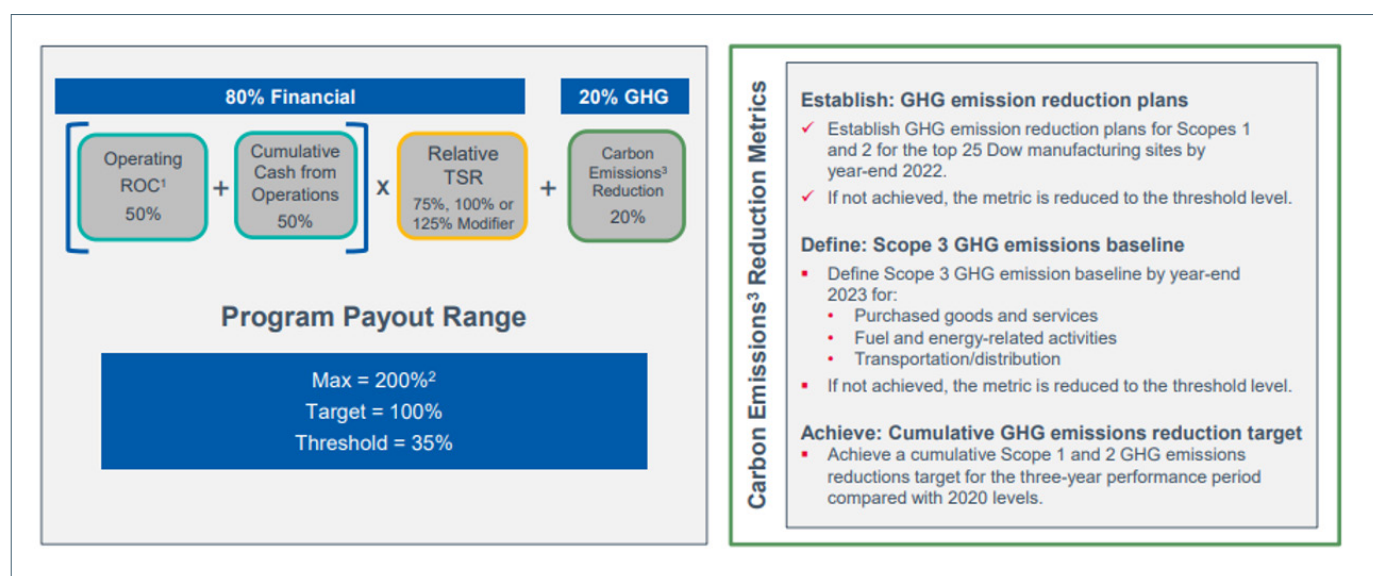 80% Financial
20% GHG
Operating
ROC¹
50%
+
Cumulative
Cash from
Operations
50%
x
Relative
TSR
75%, 100% or
125% Modifier
+
Carbon
Emissions³
Reduction
20%
Program Payout Range
Max = 200%²
Target = 100%
Threshold = 35%
Carbon Emissions³ Reduction Metrics
Establish: GHG emission reduction plans
✓ Establish GHG emission reduction plans for Scopes 1
and 2 for the top 25 Dow manufacturing sites by
year-end 2022.
✓ If not achieved, the metric is reduced to the threshold level.
Define: Scope 3 GHG emissions baseline
▪ Define Scope 3 GHG emission baseline by year-end
2023 for:
• Purchased goods and services
• Fuel and energy-related activities
• Transportation/distribution
▪ If not achieved, the metric is reduced to the threshold level.
Achieve: Cumulative GHG emissions reduction target
▪ Achieve a cumulative Scope 1 and 2 GHG emissions
reductions target for the three-year performance period
compared with 2020 levels.